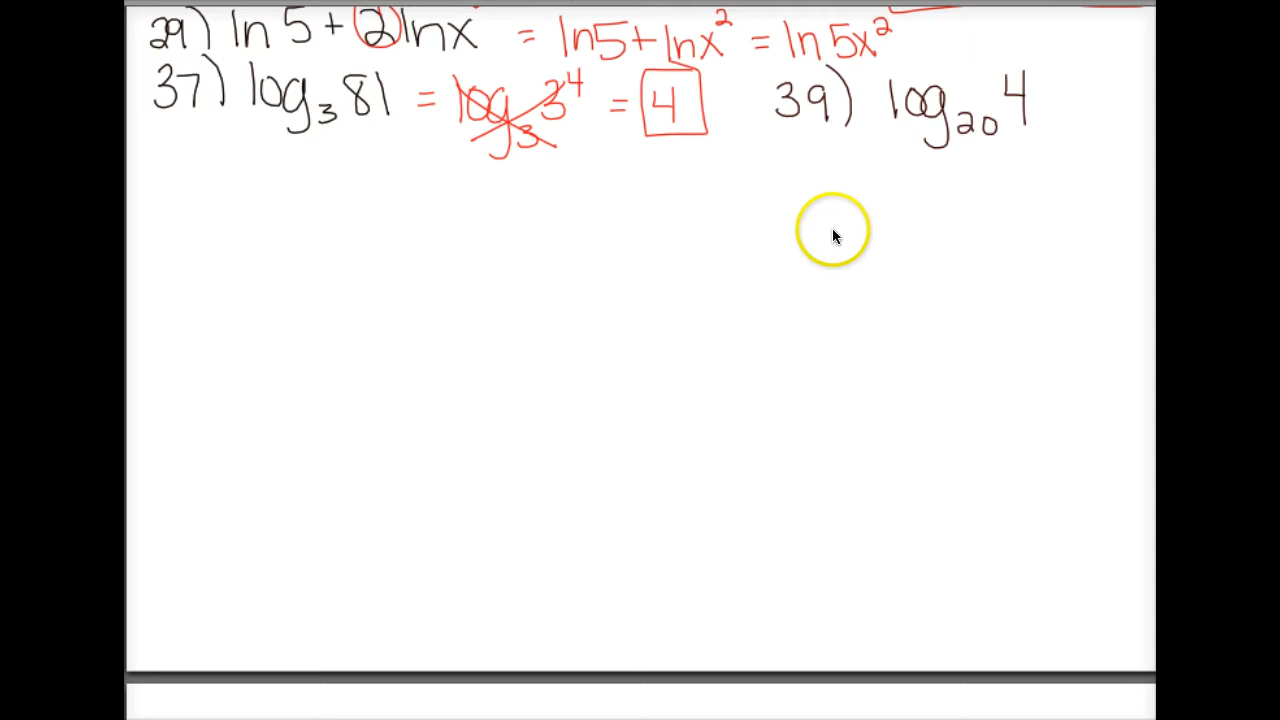 29) ln 5 + 2 ln x = ln 5 + ln x² = ln 5x²
37) log₃ 81 = log₃ 3⁴ = 4 39) log₂₀ 4